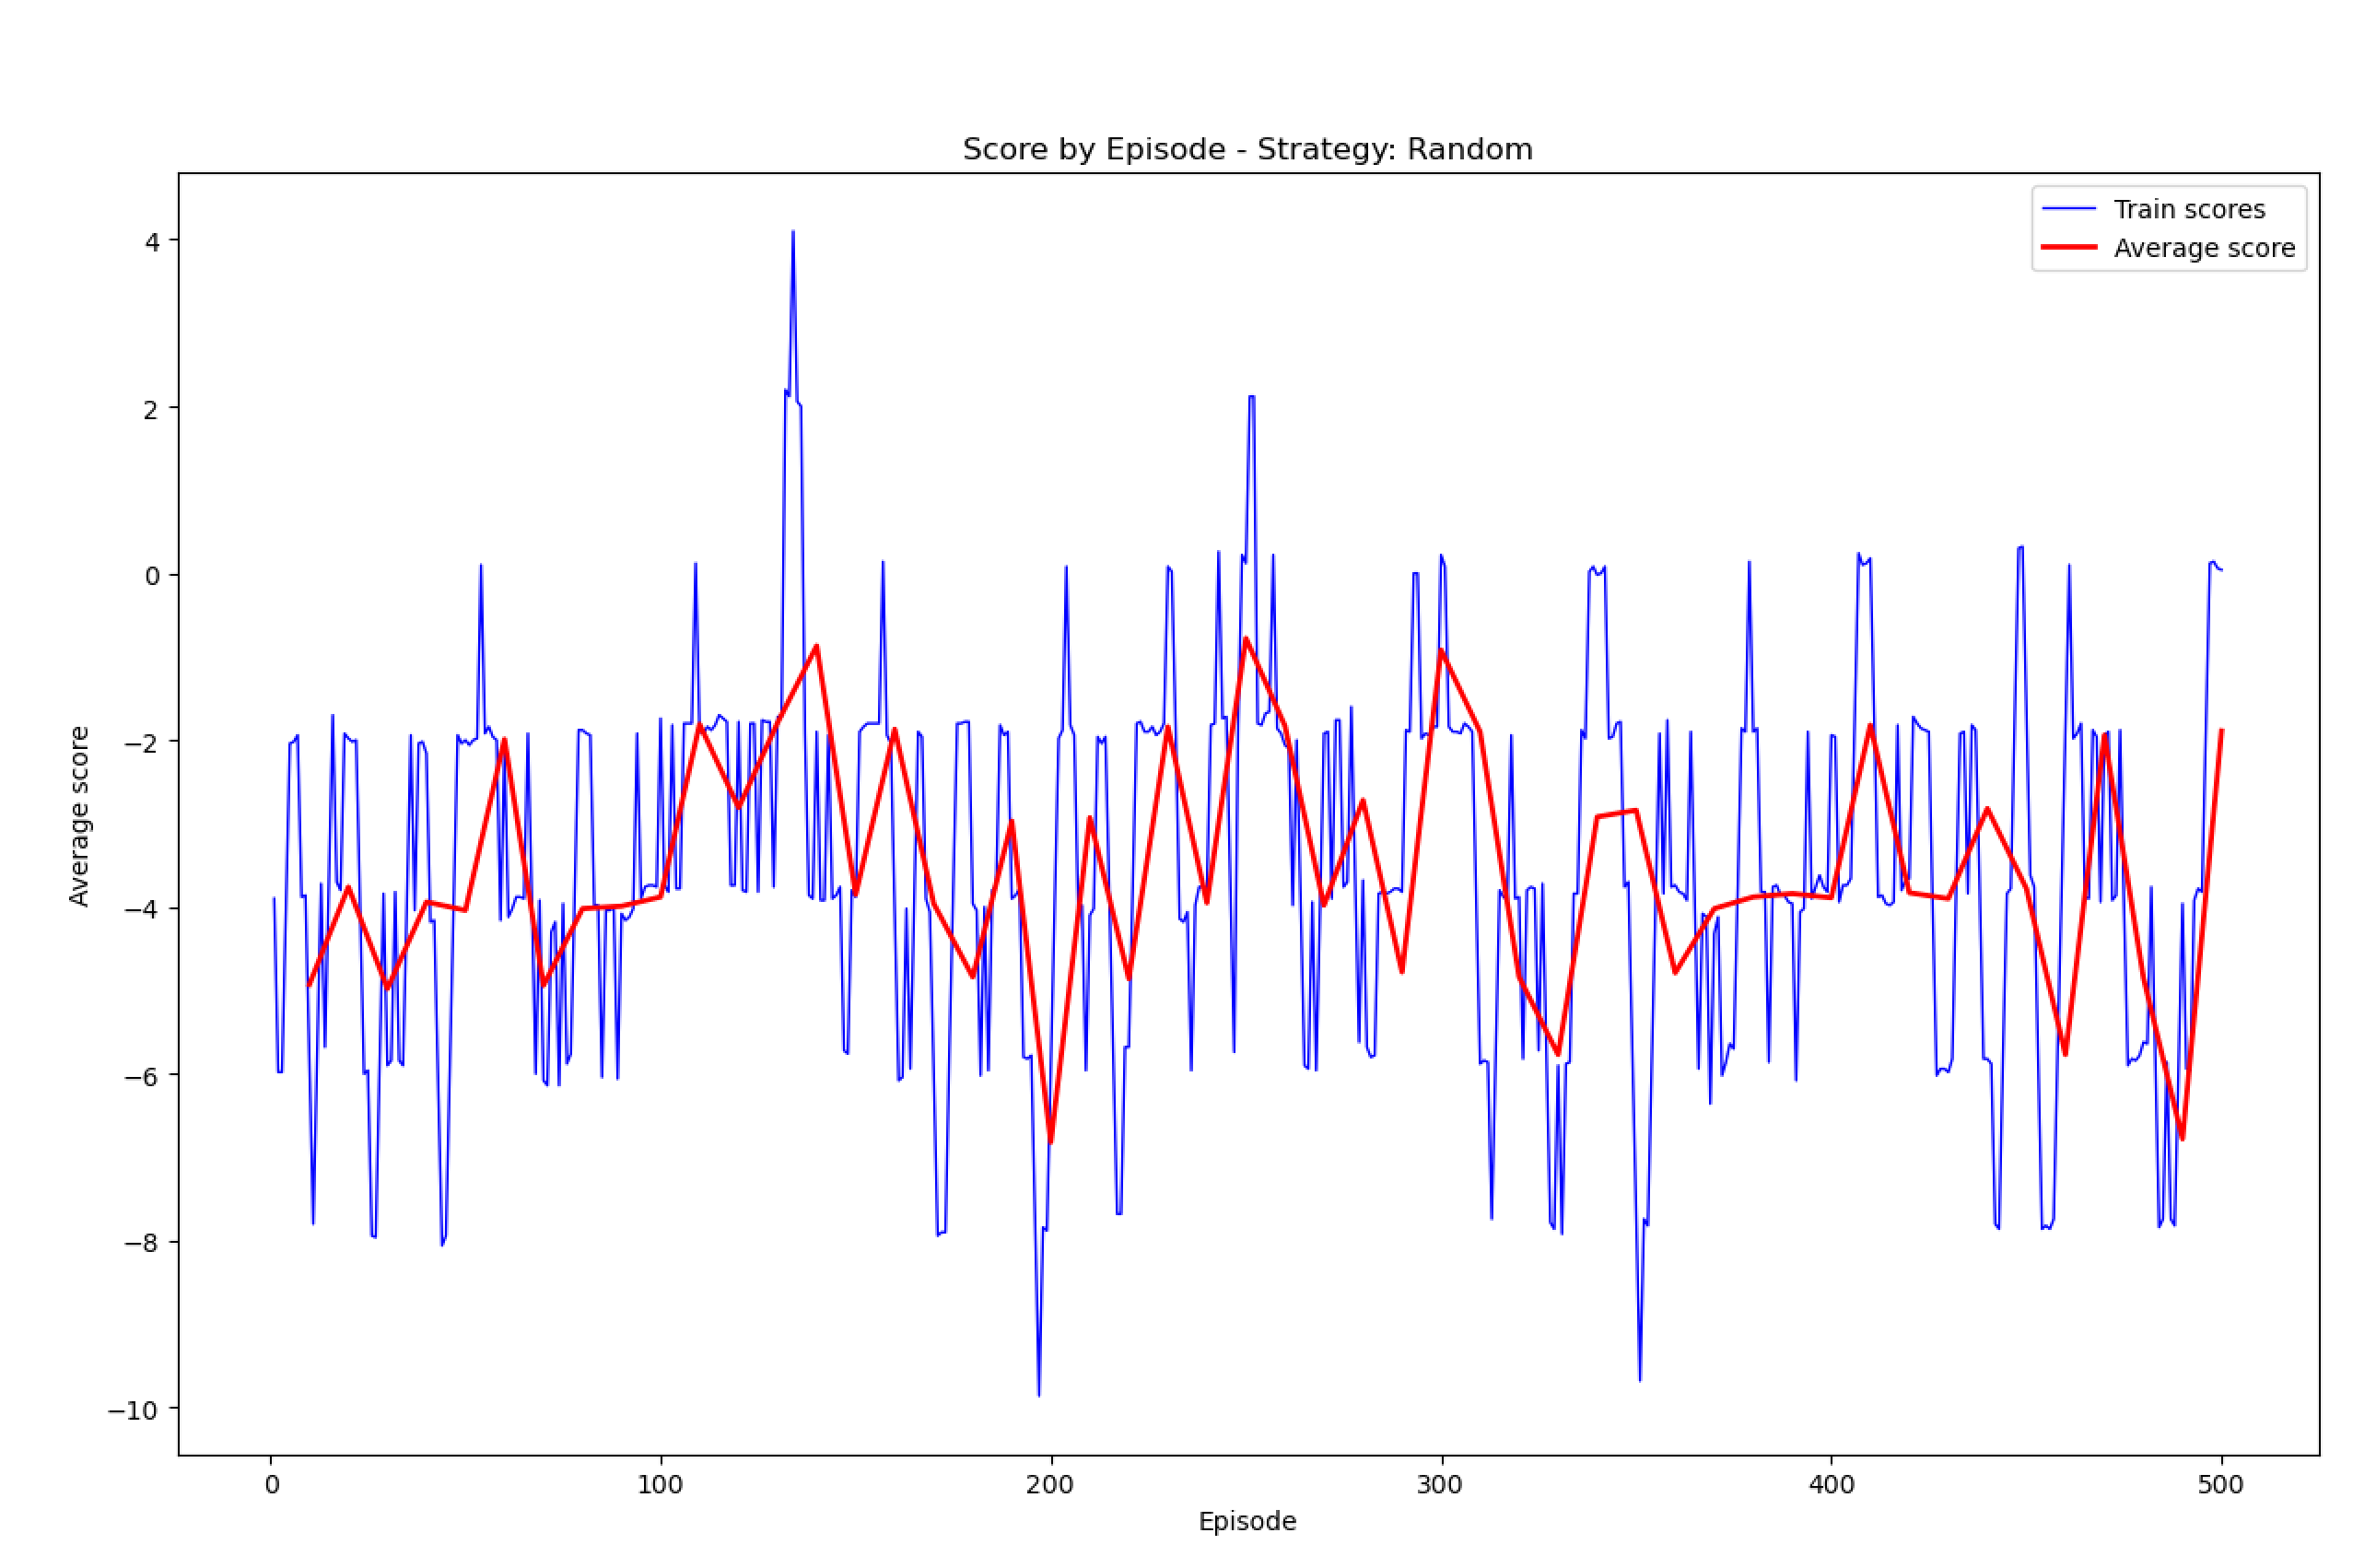 Score by Episode - Strategy: Random
Train scores
Average score
Average score
4
2
0
−2
−4
−6
−8
−10
0 100 200 300 400 500
Episode